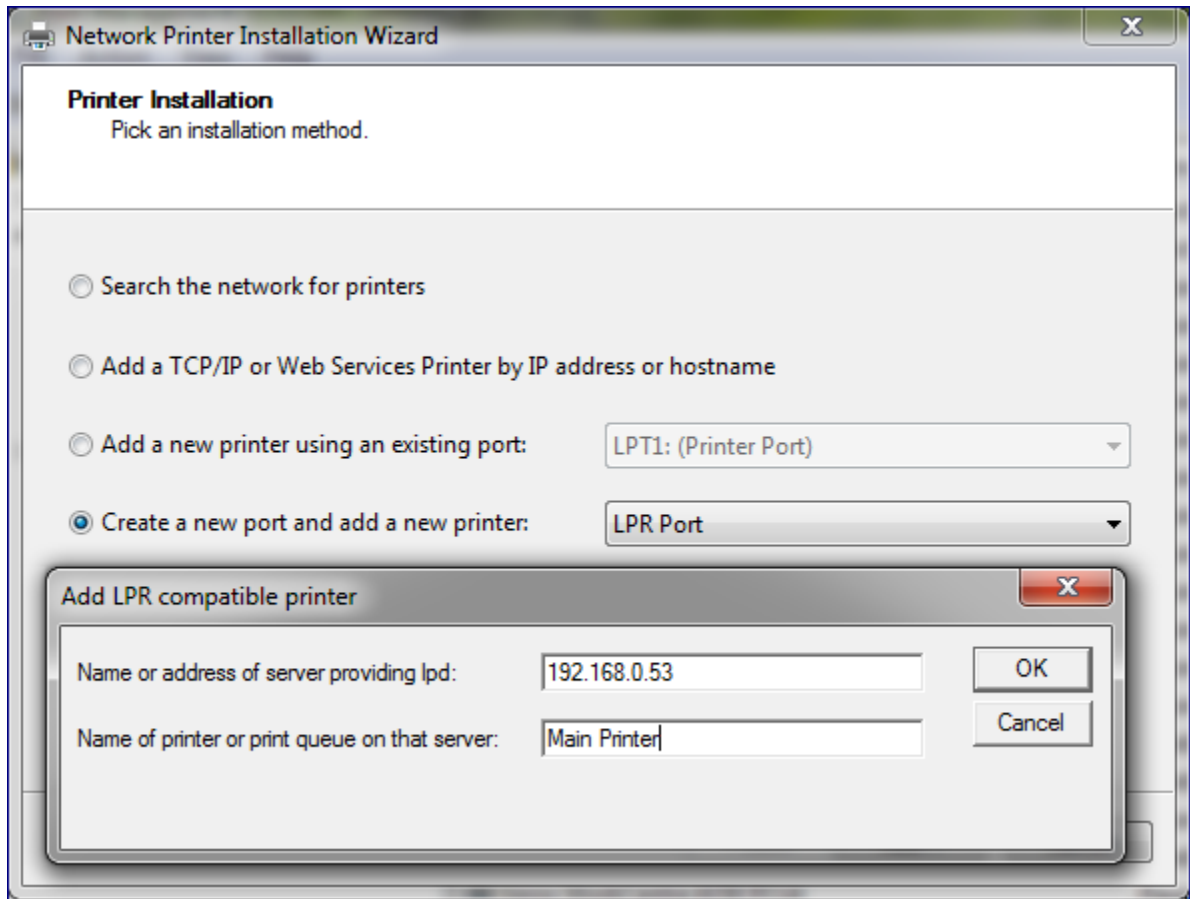 Network Printer Installation Wizard
Printer Installation
Pick an installation method.
Search the network for printers
Add a TCP/IP or Web Services Printer by IP address or hostname
Add a new printer using an existing port: LPT1: (Printer Port)
Create a new port and add a new printer: LPR Port
Add LPR compatible printer
Name or address of server providing lpd: 192.168.0.53 OK
Name of printer or print queue on that server: Main Printer Cancel